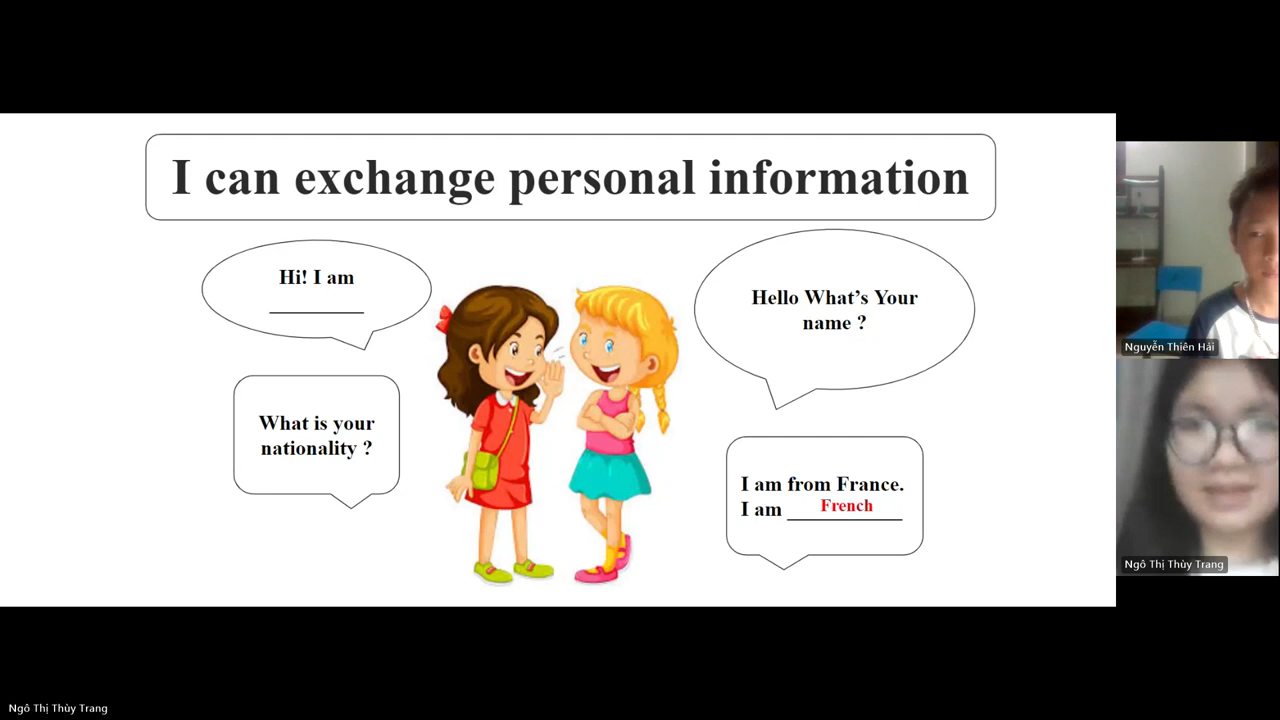 I can exchange personal information
Hi! I am
Hello What’s Your
name ?
What is your
nationality ?
I am from France.
I am French
Nguyễn Thiên Hải
Ngô Thị Thùy Trang
Ngô Thị Thùy Trang